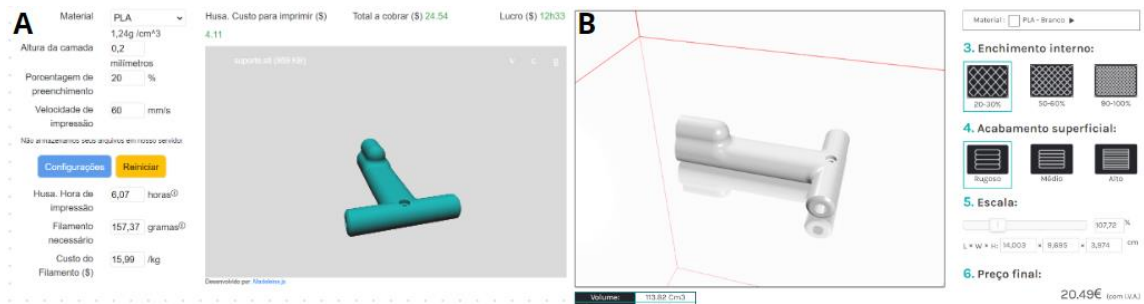 A
Material PLA
1,24g /cm^3
Altura da camada 0,2
milímetros
Porcentagem de preenchimento 20 %
Velocidade de impressão 60 mm/s
Não armazenamos seus arquivos em nosso servidor
Configurações Reiniciar
Husa. Hora de impressão 6,07 horas
Filamento necessário 157,37 gramas
Custo do Filamento ($) 15,99 /kg
Husa. Custo para imprimir ($) Total a cobrar ($) 24.54 Lucro ($) 12h33
4.11
suporte.stl
Desenvolvido por
B
Volume: 113.82 Cm3
Material: PLA - Branco
3. Enchimento interno:
20-30% 50-60% 90-100%
4. Acabamento superficial:
Rugoso Médio Alto
5. Escala:
107,72 %
L * W * H: 14,003 * 9,695 * 3,974 cm
6. Preço final:
20.49€ (com I.V.A.)